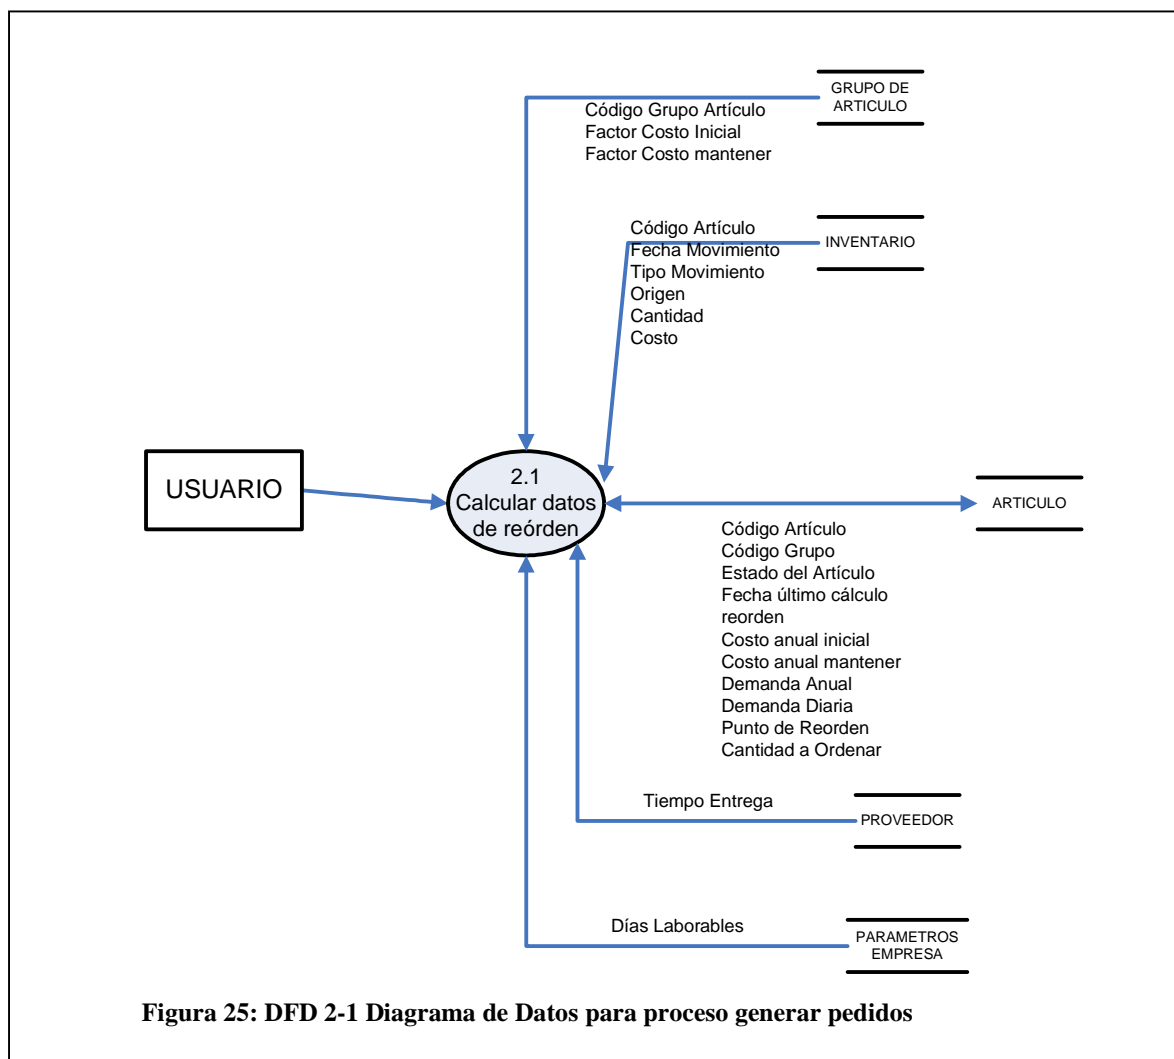 GRUPO DE
ARTICULO
Código Grupo Artículo
Factor Costo Inicial
Factor Costo mantener
Código Artículo
Fecha Movimiento
Tipo Movimiento
Origen
Cantidad
Costo
INVENTARIO
USUARIO
2.1
Calcular datos
de reórden
ARTICULO
Código Artículo
Código Grupo
Estado del Artículo
Fecha último cálculo
reorden
Costo anual inicial
Costo anual mantener
Demanda Anual
Demanda Diaria
Punto de Reorden
Cantidad a Ordenar
Tiempo Entrega
PROVEEDOR
Días Laborables
PARAMETROS
EMPRESA
Figura 25: DFD 2-1 Diagrama de Datos para proceso generar pedidos